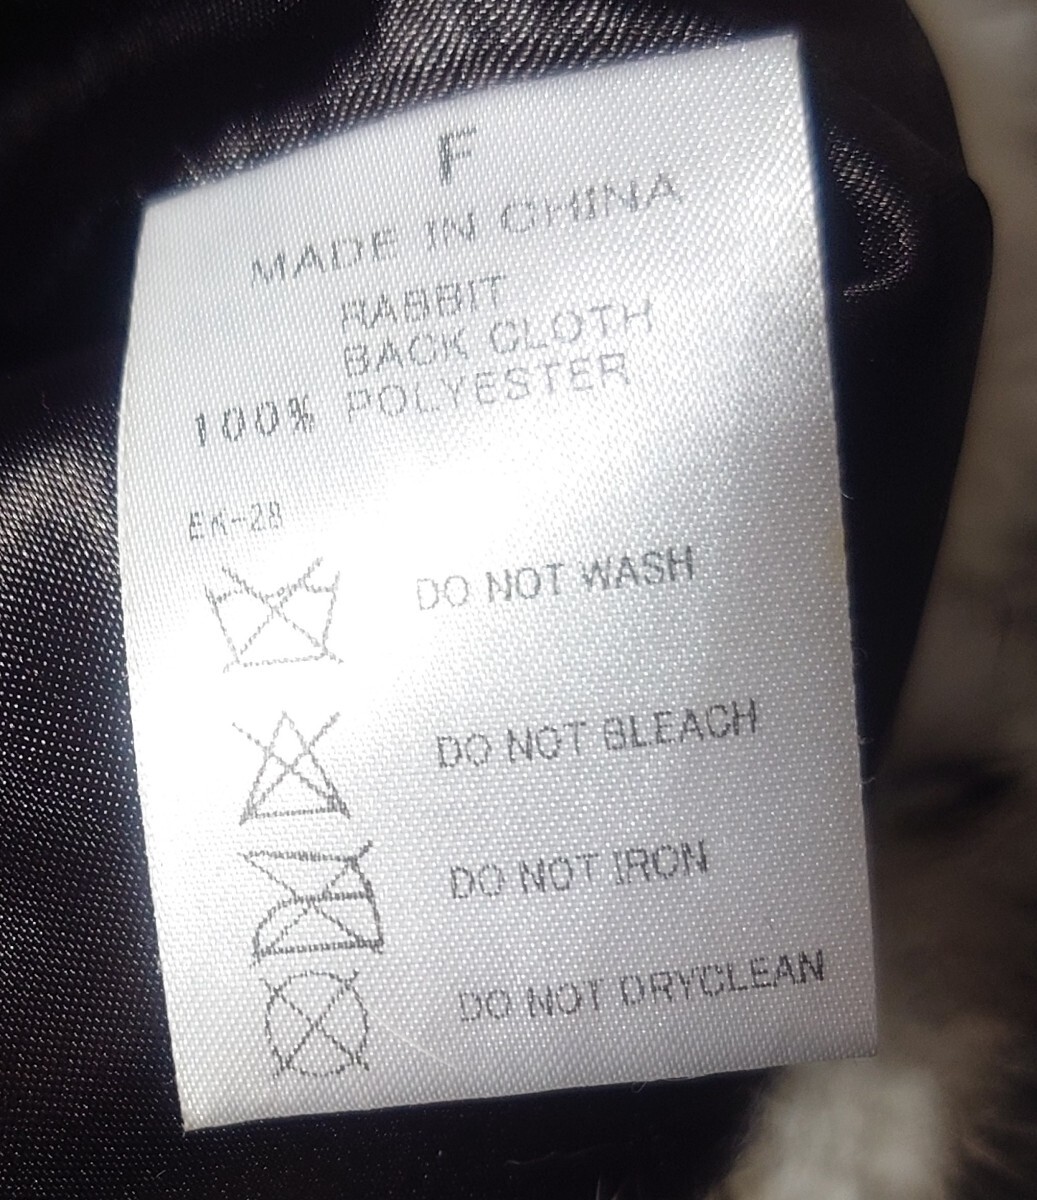 F
MADE IN CHINA
RABBIT
BACK CLOTH
100% POLYESTER
EK-28
DO NOT WASH
DO NOT BLEACH
DO NOT IRON
DO NOT DRYCLEAN